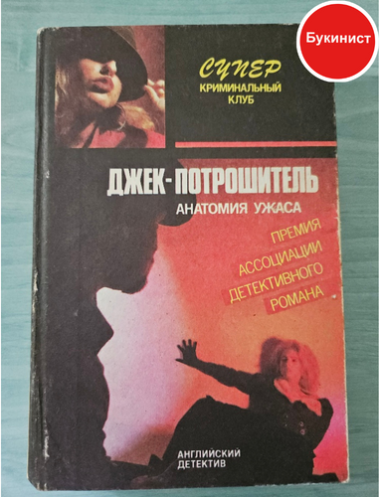 Букинист
СУПЕР
КРИМИНАЛЬНЫЙ
КЛУБ
ДЖЕК-ПОТРОШИТЕЛЬ
АНАТОМИЯ УЖАСА
ПРЕМИЯ
АССОЦИАЦИИ
ДЕТЕКТИВНОГО
РОМАНА
АНГЛИЙСКИЙ
ДЕТЕКТИВ